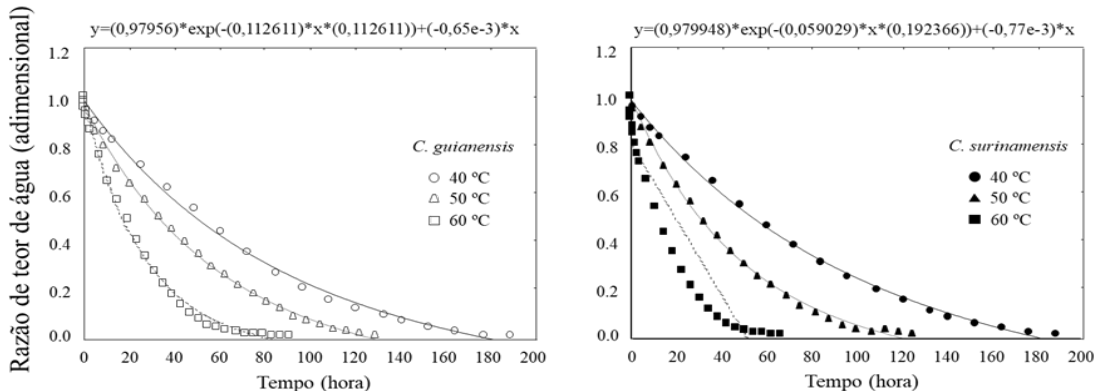 y=(0,97956)*exp(-(0,112611)*x*(0,112611))+(-0,65e-3)*x
Razão de teor de água (adimensional)
1.2
1.0
0.8
0.6
0.4
0.2
0.0
C. guianensis
40 ºC
50 ºC
60 ºC
0 20 40 60 80 100 120 140 160 180 200
Tempo (hora)
y=(0,979948)*exp(-(0,059029)*x*(0,192366))+(-0,77e-3)*x
1.2
1.0
0.8
0.6
0.4
0.2
0.0
C. surinamensis
40 ºC
50 ºC
60 ºC
0 20 40 60 80 100 120 140 160 180 200
Tempo (hora)